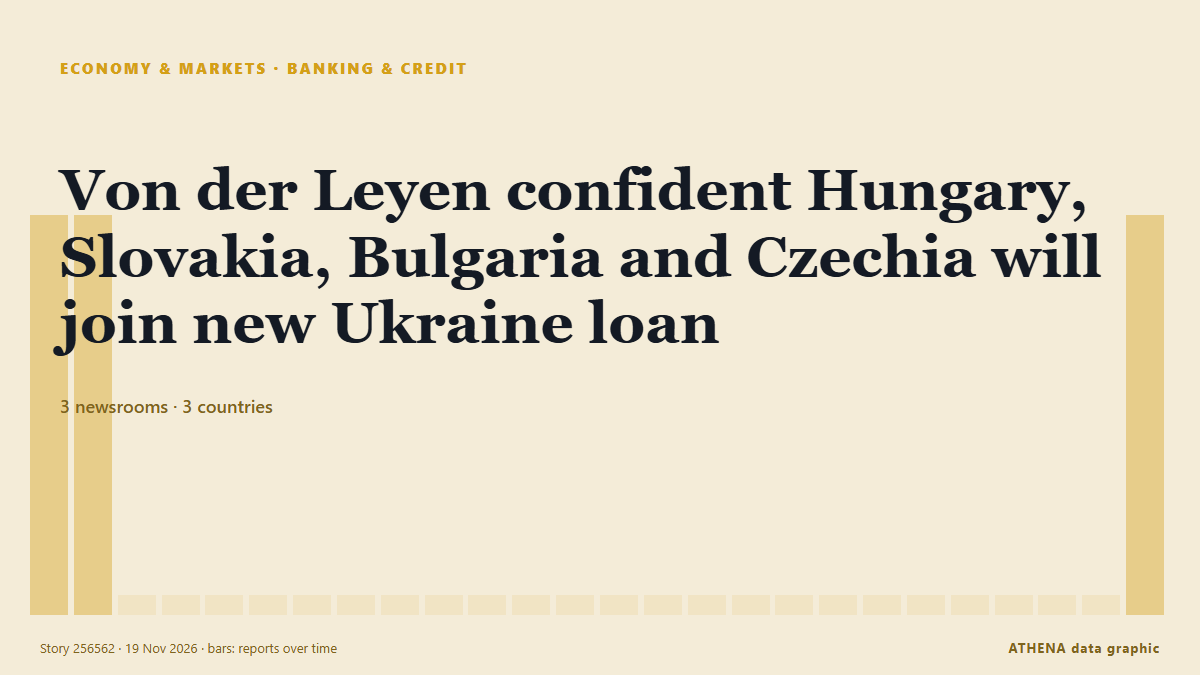 ECONOMY & MARKETS · BANKING & CREDIT
Von der Leyen confident Hungary,
Slovakia, Bulgaria and Czechia will
join new Ukraine loan
3 newsrooms · 3 countries
Story 256562 · 19 Nov 2026 · bars: reports over time
ATHENA data graphic